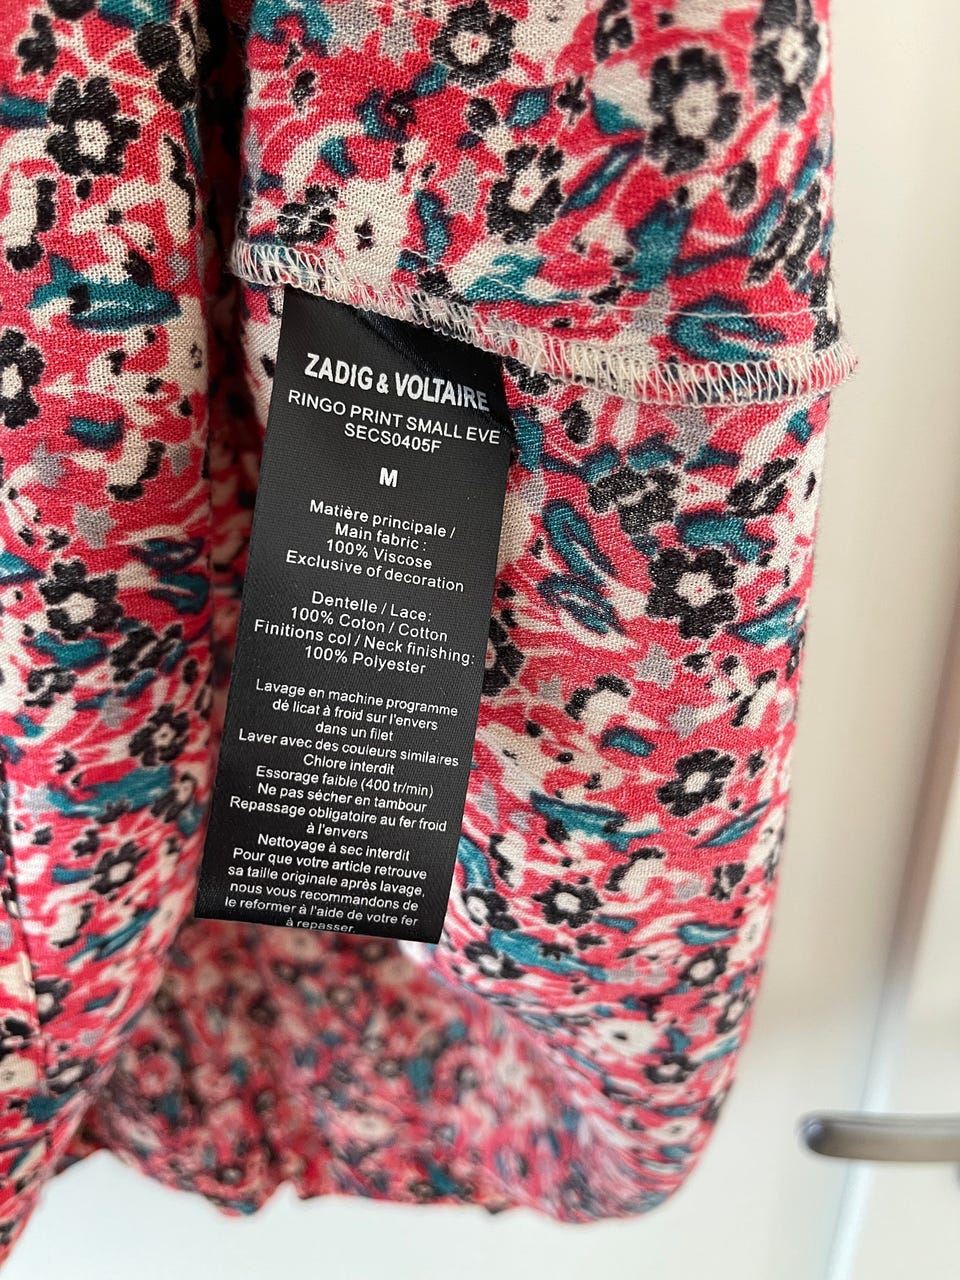 ZADIG & VOLTAIRE
RINGO PRINT SMALL EVE
SECS0405F
M
Matière principale /
Main fabric :
100% Viscose
Exclusive of decoration
Dentelle / Lace:
100% Coton / Cotton
Finitions col / Neck finishing:
100% Polyester
Lavage en machine programme
dé licat à froid sur l'envers
dans un filet
Laver avec des couleurs similaires
Chlore interdit
Essorage faible (400 tr/min)
Ne pas sécher en tambour
Repassage obligatoire au fer froid
à l'envers
Nettoyage à sec interdit
Pour que votre article retrouve
sa taille originale après lavage,
nous vous recommandons de
le reformer à l'aide de votre fer
à repasser.